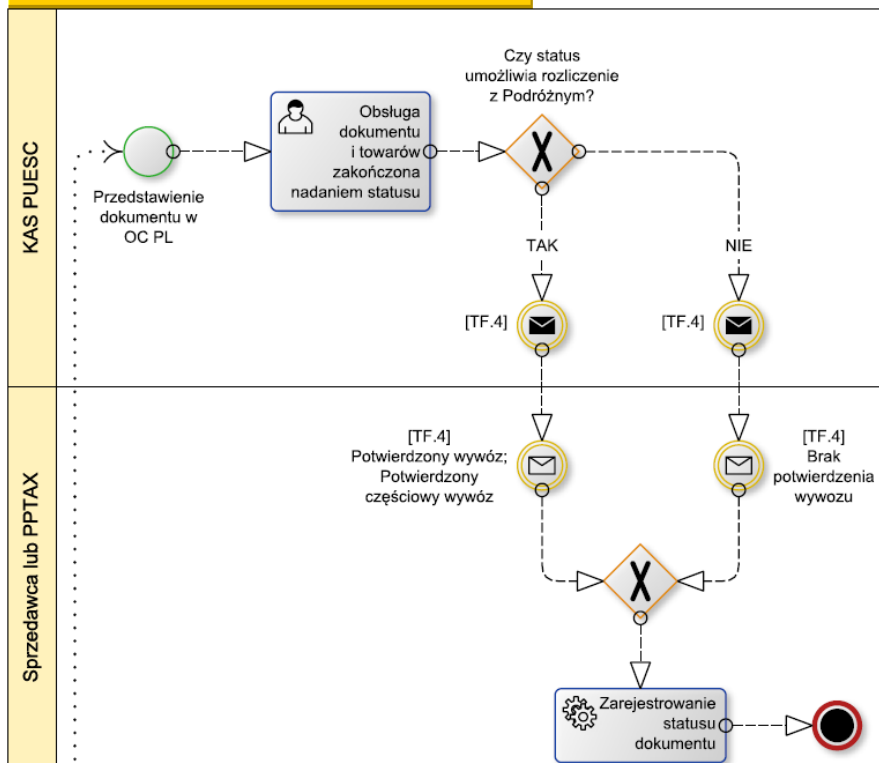 KAS PUESC
Przedstawienie
dokumentu w
OC PL
Obsługa
dokumentu
i towarów
zakończona
nadaniem statusu
Czy status
umożliwia rozliczenie
z Podróżnym?
TAK
NIE
[TF.4]
[TF.4]
Sprzedawca lub PPTAX
[TF.4]
Potwierdzony wywóz;
Potwierdzony
częściowy wywóz
[TF.4]
Brak
potwierdzenia
wywozu
Zarejestrowanie
statusu
dokumentu